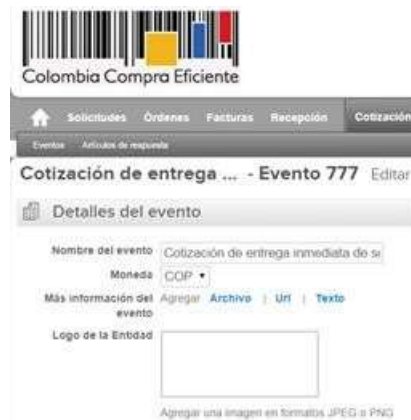 Colombia Compra Eficiente
Solicitudes Órdenes Facturas Recepción Cotización
Eventos Artículos de respuesta
Cotización de entrega ... - Evento 777 Editar
Detalles del evento
Nombre del evento Cotización de entrega inmediata de
Moneda COP
Más información del evento Agregar Archivo | Url | Texto
Logo de la Entidad
Agregar una imagen en formatos JPEG o PNG